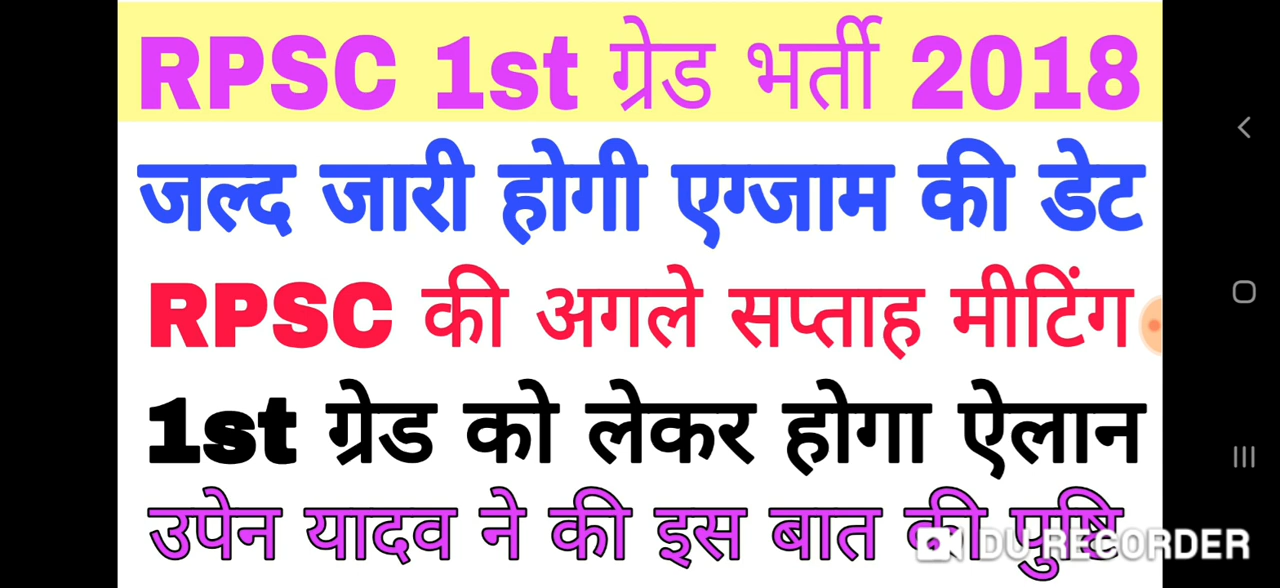 RPSC 1st ग्रेड भर्ती 2018
जल्द जारी होगी एग्जाम की डेट
RPSC की अगले सप्ताह मीटिंग
1st ग्रेड को लेकर होगा ऐलान
उपेन यादव ने की इस बात की पुष्टि
DU RECORDER